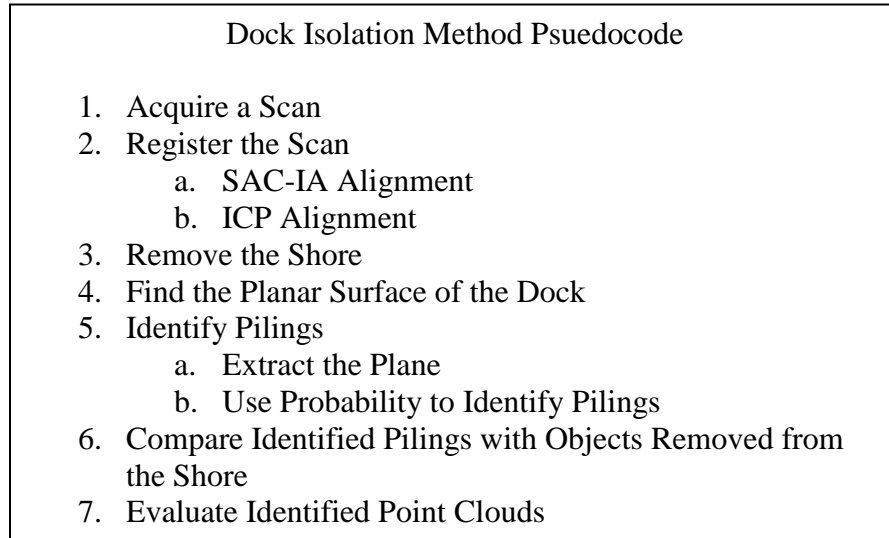 Dock Isolation Method Psuedocode
1. Acquire a Scan
2. Register the Scan
a. SAC-IA Alignment
b. ICP Alignment
3. Remove the Shore
4. Find the Planar Surface of the Dock
5. Identify Pilings
a. Extract the Plane
b. Use Probability to Identify Pilings
6. Compare Identified Pilings with Objects Removed from
the Shore
7. Evaluate Identified Point Clouds